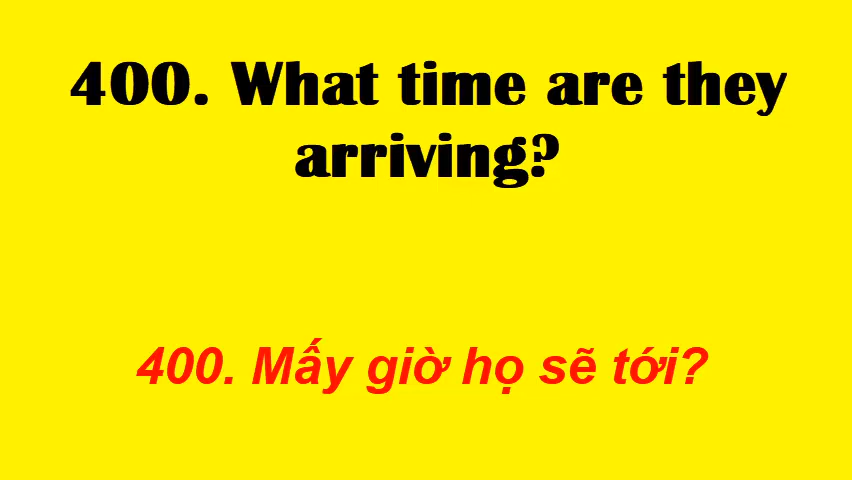 400. What time are they
arriving?
400. Mấy giờ họ sẽ tới?